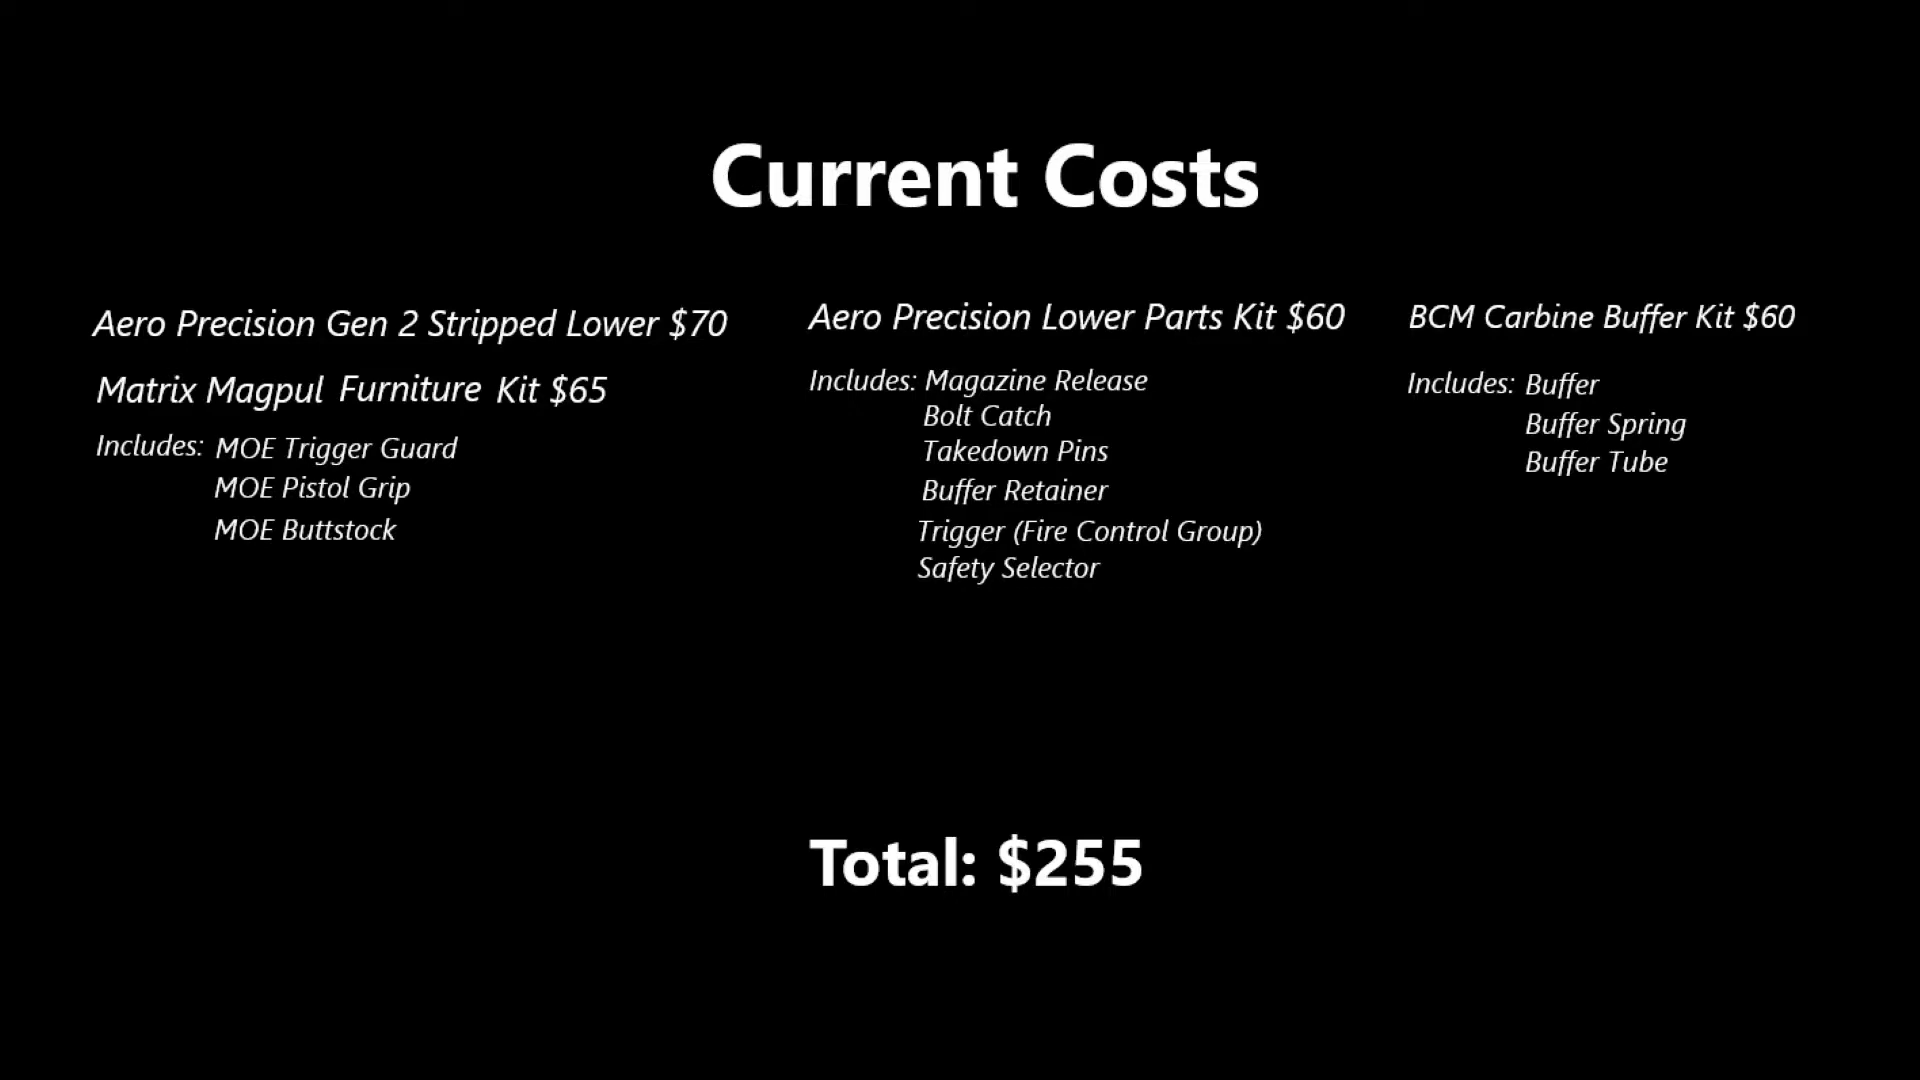 Current Costs
Aero Precision Gen 2 Stripped Lower $70
Matrix Magpul Furniture Kit $65
Includes: MOE Trigger Guard
MOE Pistol Grip
MOE Buttstock
Aero Precision Lower Parts Kit $60
Includes: Magazine Release
Bolt Catch
Takedown Pins
Buffer Retainer
Trigger (Fire Control Group)
Safety Selector
BCM Carbine Buffer Kit $60
Includes: Buffer
Buffer Spring
Buffer Tube
Total: $255